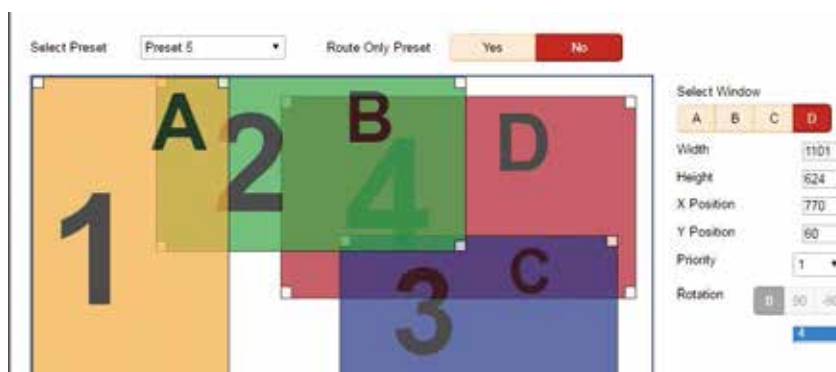 Select Preset Preset 5 Route Only Preset Yes No
Select Window
A B C D
Width 1101
Height 624
X Position 770
Y Position 60
Priority 1
Rotation 0 90
4
A B D
2 4
1
C
3